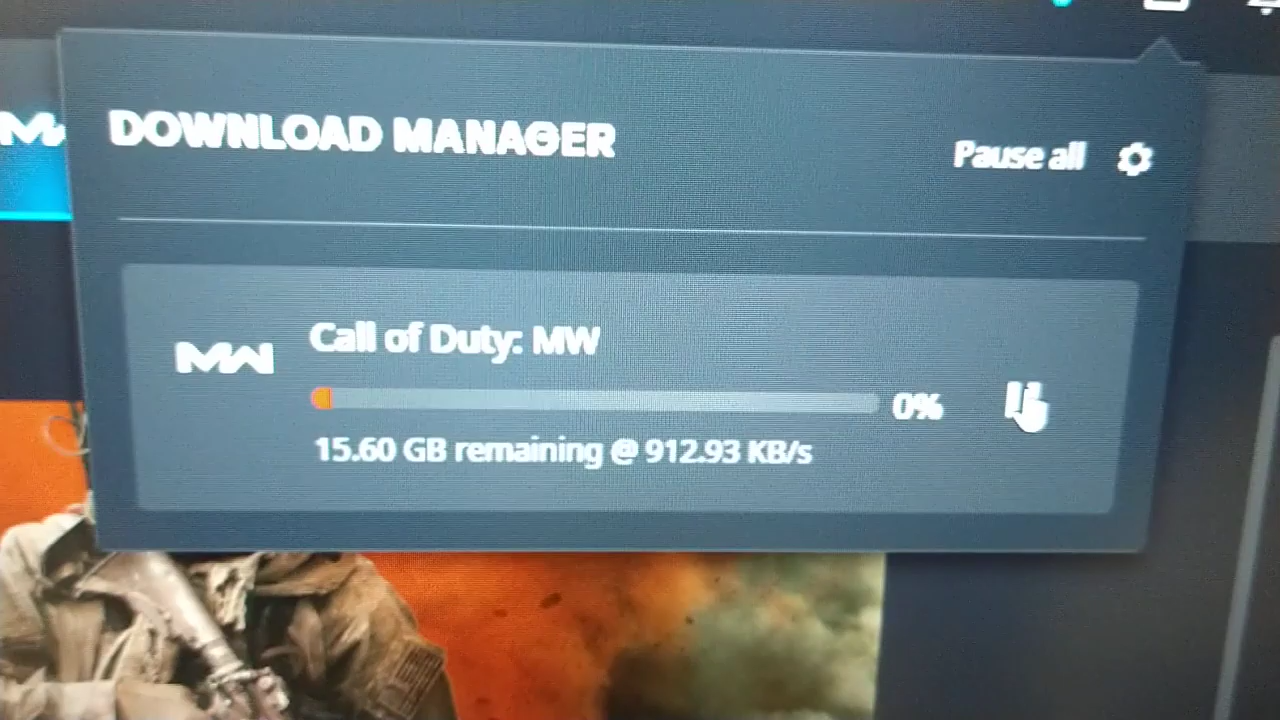 DOWNLOAD MANAGER
Pause all
MW
Call of Duty: MW
0%
15.60 GB remaining @ 912.93 KB/s